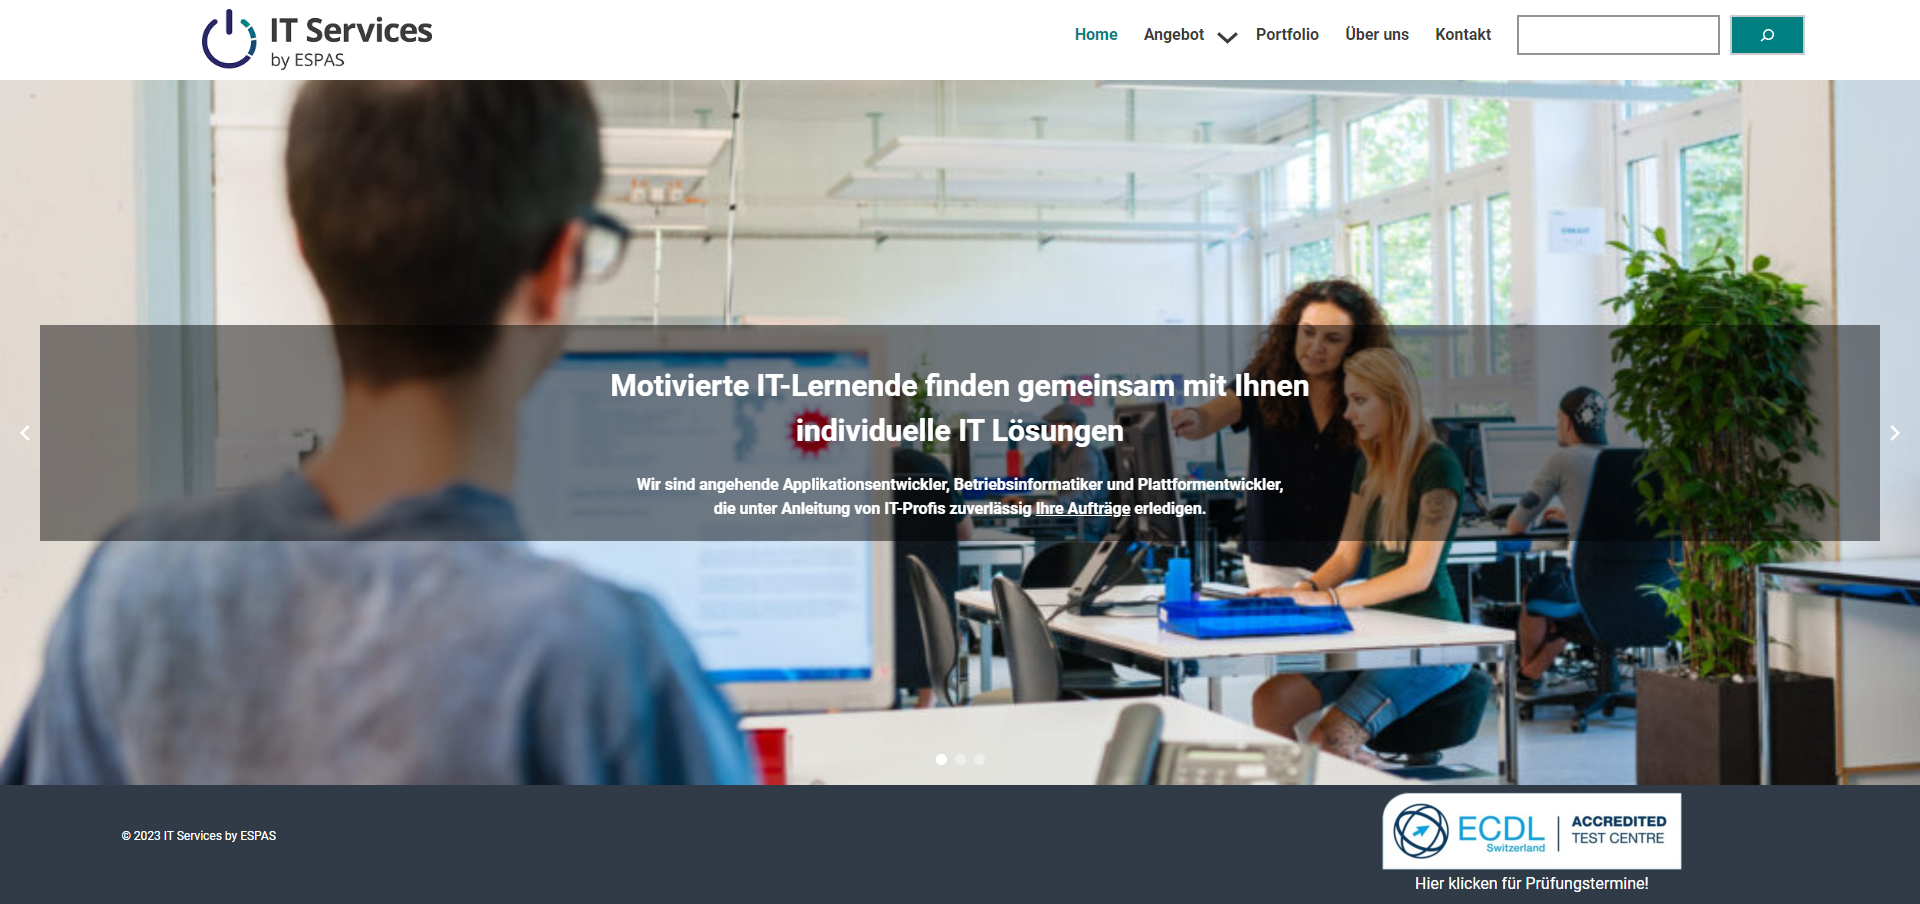 IT Services
by ESPAS
Home Angebot Portfolio Über uns Kontakt
Motivierte IT-Lernende finden gemeinsam mit Ihnen
individuelle IT Lösungen
Wir sind angehende Applikationsentwickler, Betriebsinformatiker und Plattformentwickler,
die unter Anleitung von IT-Profis zuverlässig Ihre Aufträge erledigen.
© 2023 IT Services by ESPAS
ECDL
Switzerland
ACCREDITED
TEST CENTRE
Hier klicken für Prüfungstermine!